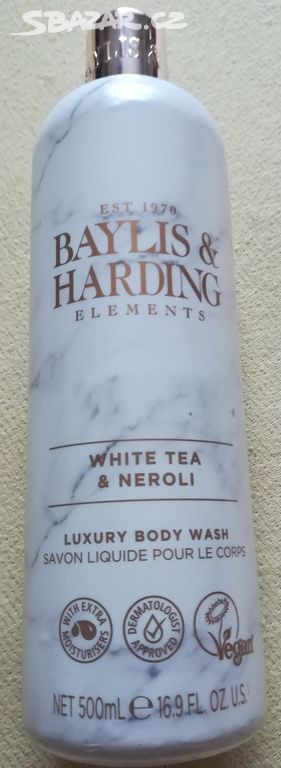 SBAZAR.CZ
EST 1970
BAYLIS &
HARDING
ELEMENTS
WHITE TEA
& NEROLI
LUXURY BODY WASH
SAVON LIQUIDE POUR LE CORPS
WITH EXTRA
MOISTURISERS
DERMATOLOGIST
APPROVED
Vegan
NET 500mL e 16.9 FL. OZ. U.S.